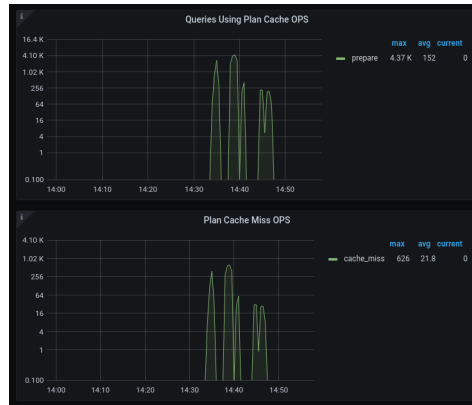 Queries Using Plan Cache OPS
max avg current
prepare 4.37 K 152 0
16.4 K
4.10 K
1.02 K
256
64
16
4
1
0.100
14:00 14:10 14:20 14:30 14:40 14:50
Plan Cache Miss OPS
max avg current
cache_miss 626 21.8 0
4.10 K
1.02 K
256
64
16
4
1
0.100
14:00 14:10 14:20 14:30 14:40 14:50